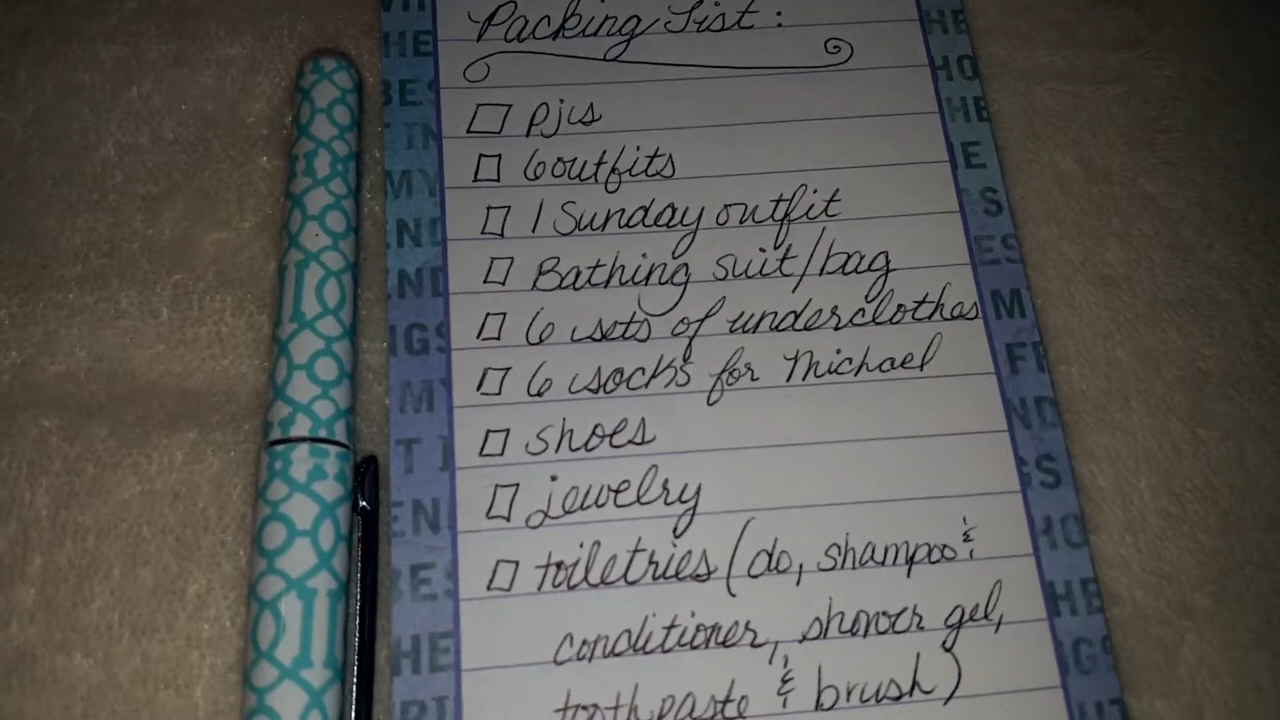 Packing List:
pjs
6 outfits
1 Sunday outfit
Bathing suit/bag
6 sets of underclothes
6 socks for Michael
shoes
jewelry
toiletries (do, shampoo &
conditioner, shower gel,
toothpaste & brush)